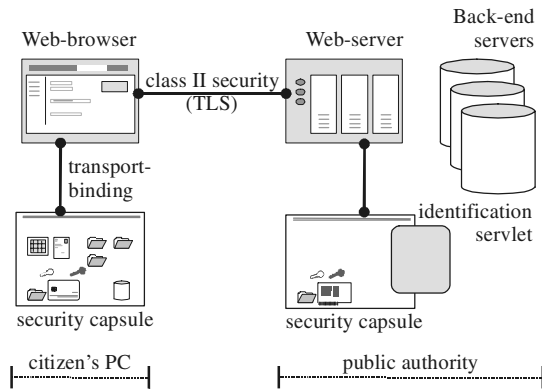 Web-browser
Web-server
Back-end
servers
class II security
(TLS)
transport-
binding
identification
servlet
security capsule
security capsule
citizen's PC
public authority